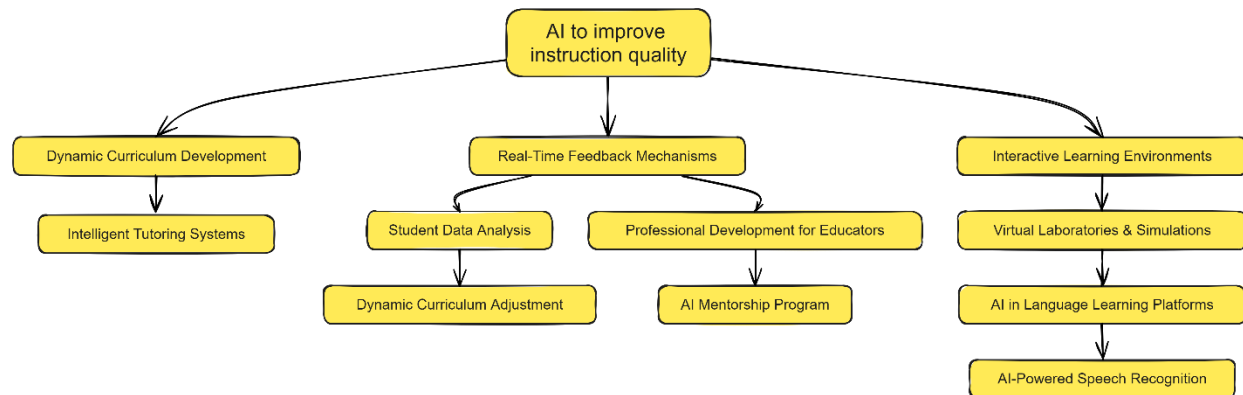 AI to improve
instruction quality
Dynamic Curriculum Development
Real-Time Feedback Mechanisms
Interactive Learning Environments
Intelligent Tutoring Systems
Student Data Analysis
Professional Development for Educators
Virtual Laboratories & Simulations
Dynamic Curriculum Adjustment
AI Mentorship Program
AI in Language Learning Platforms
AI-Powered Speech Recognition